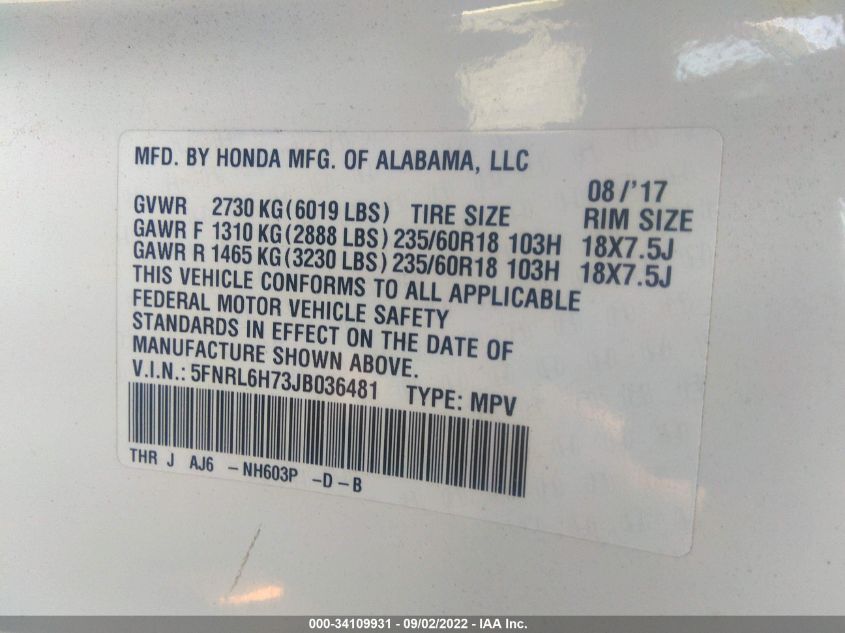 MFD. BY HONDA MFG. OF ALABAMA, LLC
08/'17
GVWR 2730 KG(6019 LBS) TIRE SIZE RIM SIZE
GAWR F 1310 KG(2888 LBS) 235/60R18 103H 18X7.5J
GAWR R 1465 KG(3230 LBS) 235/60R18 103H 18X7.5J
THIS VEHICLE CONFORMS TO ALL APPLICABLE
FEDERAL MOTOR VEHICLE SAFETY
STANDARDS IN EFFECT ON THE DATE OF
MANUFACTURE SHOWN ABOVE.
V.I.N.: 5FNRL6H73JB036481 TYPE: MPV
THR J AJ6 -NH603P -D-B
000-34109931 - 09/02/2022 - IAA Inc.